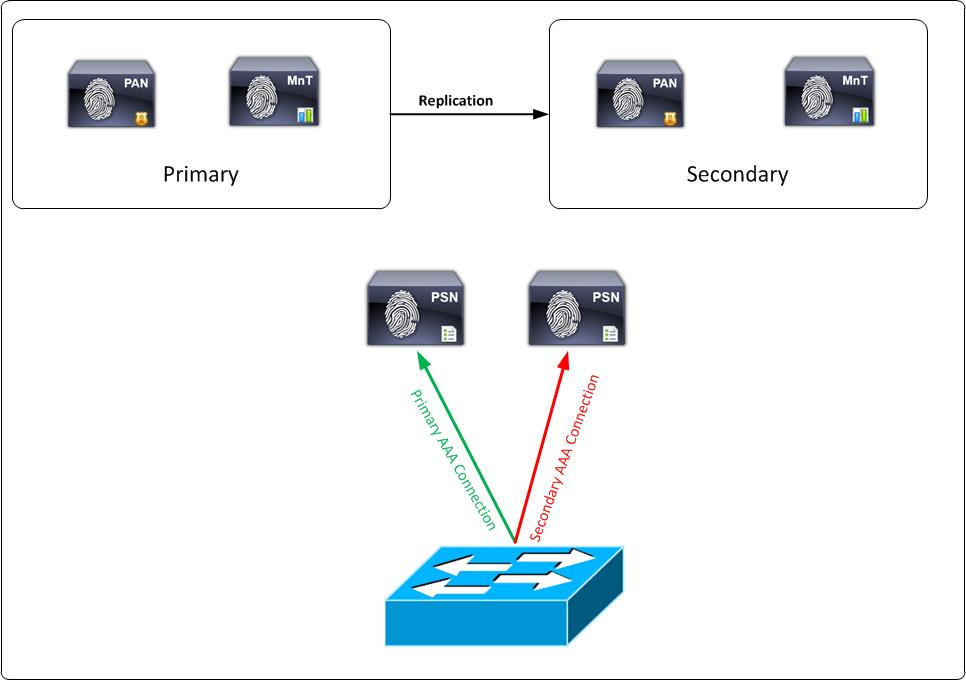 PAN
MnT
Primary
Replication
PAN
MnT
Secondary
PSN
PSN
Primary AAA Connection
Secondary AAA Connection